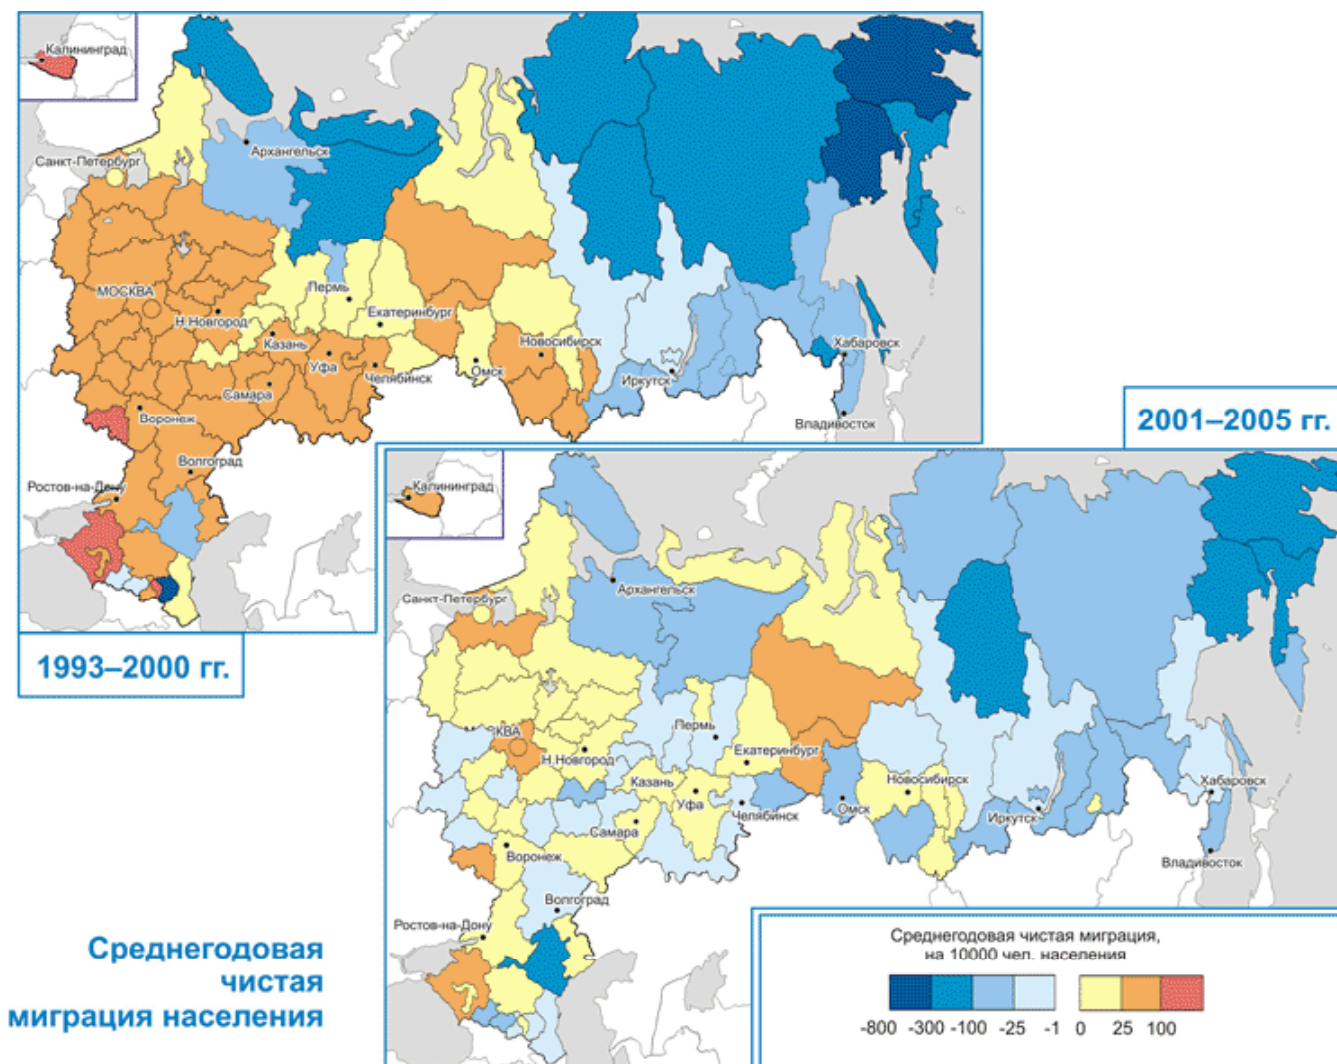 Калининград
Санкт-Петербург
Архангельск
МОСКВА
Пермь
Н.Новгород
Екатеринбург
Казань
Уфа
Новосибирск
Омск
Челябинск
Самара
Иркутск
Хабаровск
Владивосток
Воронеж
Волгоград
Ростов-на-Дону
1993–2000 гг.
2001–2005 гг.
Калининград
Санкт-Петербург
Архангельск
МОСКВА
Пермь
Н.Новгород
Екатеринбург
Казань
Уфа
Новосибирск
Омск
Челябинск
Самара
Иркутск
Хабаровск
Владивосток
Воронеж
Волгоград
Ростов-на-Дону
Среднегодовая
чистая
миграция населения
Среднегодовая чистая миграция,
на 10000 чел. населения
-800 -300 -100 -25 -1 0 25 100